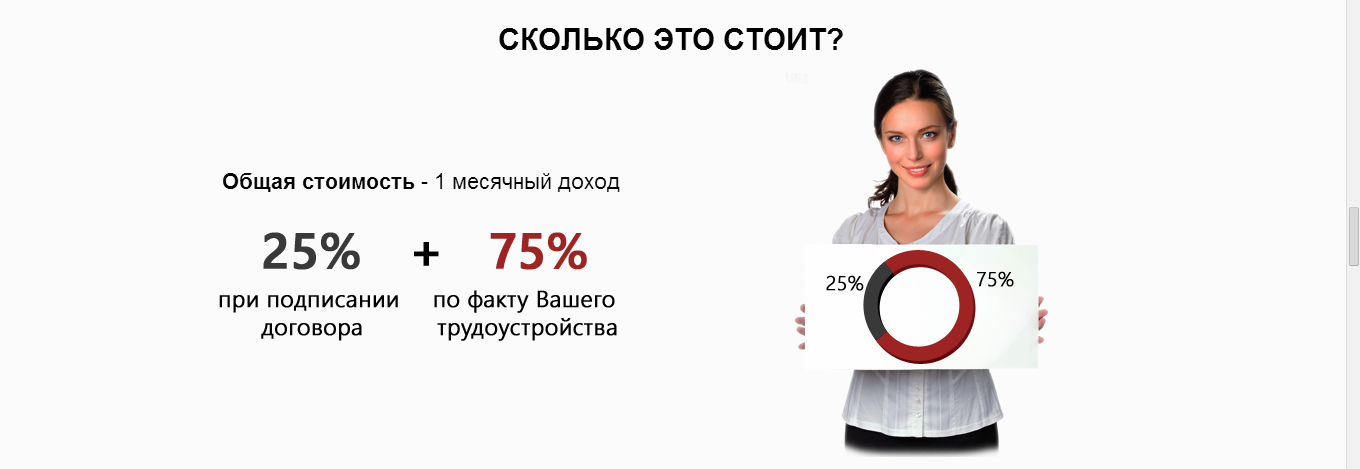 СКОЛЬКО ЭТО СТОИТ?
Общая стоимость - 1 месячный доход
25% + 75%
при подписании
договора
по факту Вашего
трудоустройства
25%
75%